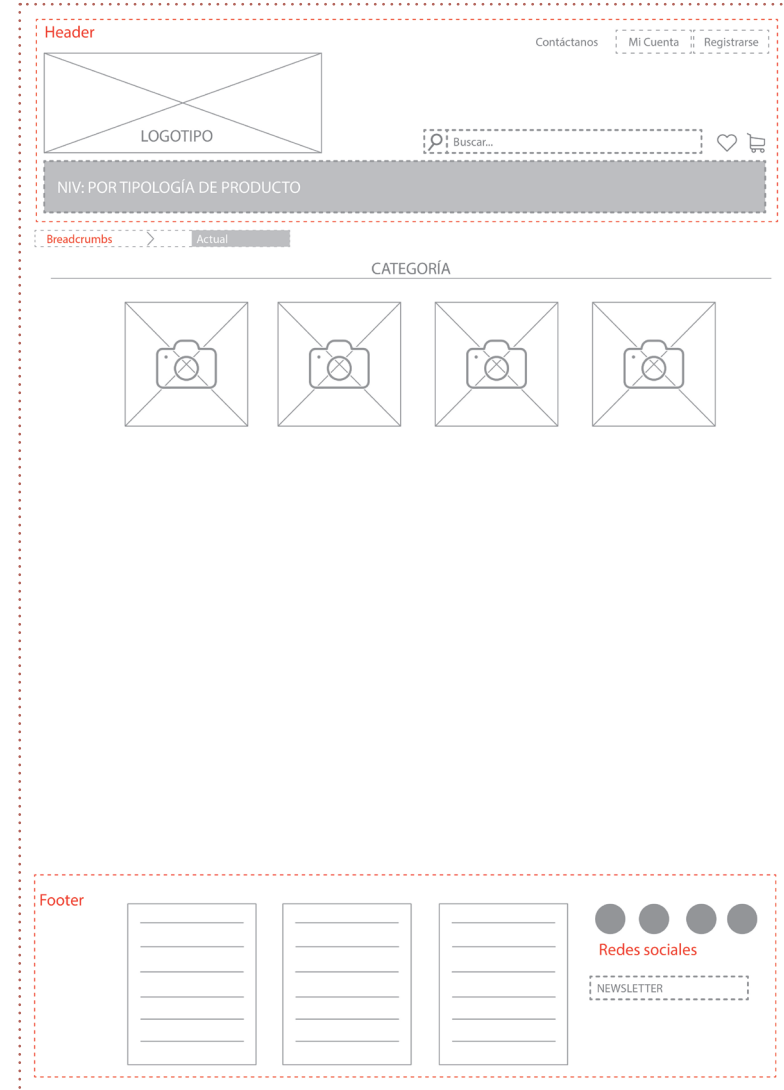 Header
Contáctanos
Mi Cuenta
Registrarse
LOGOTIPO
Buscar...
NIV: POR TIPOLOGÍA DE PRODUCTO
Breadcrumbs
Actual
CATEGORÍA
Footer
Redes sociales
NEWSLETTER